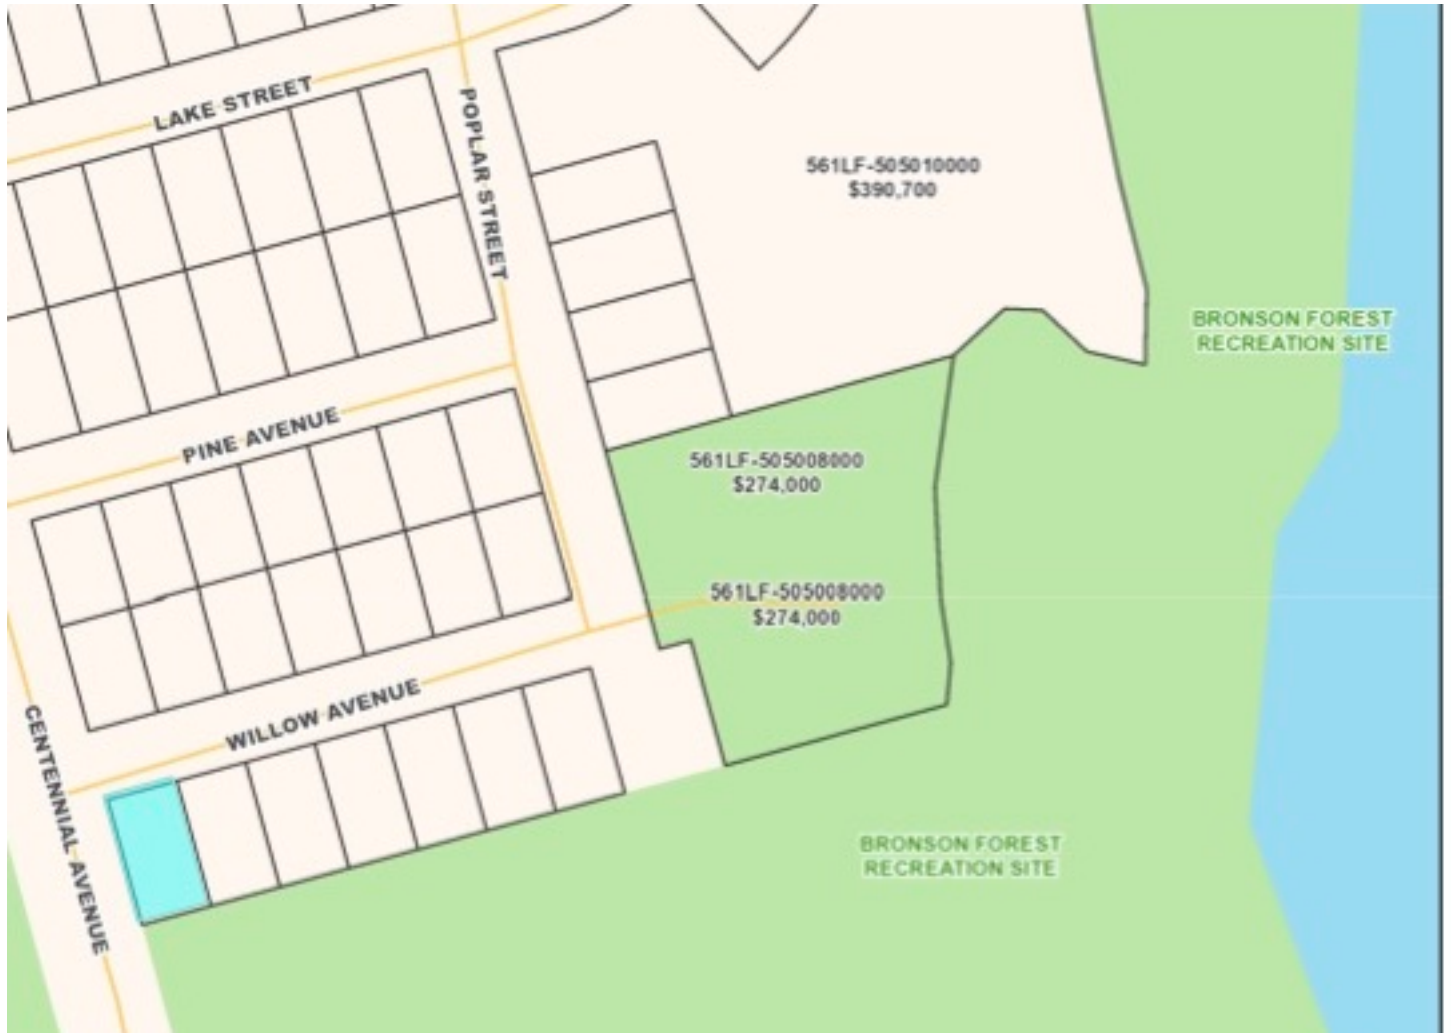 LAKE STREET
POPLAR STREET
561LF-505010000
$390,700
BRONSON FOREST
RECREATION SITE
PINE AVENUE
561LF-505008000
$274,000
561LF-505008000
$274,000
WILLOW AVENUE
CENTENNIAL AVENUE
BRONSON FOREST
RECREATION SITE